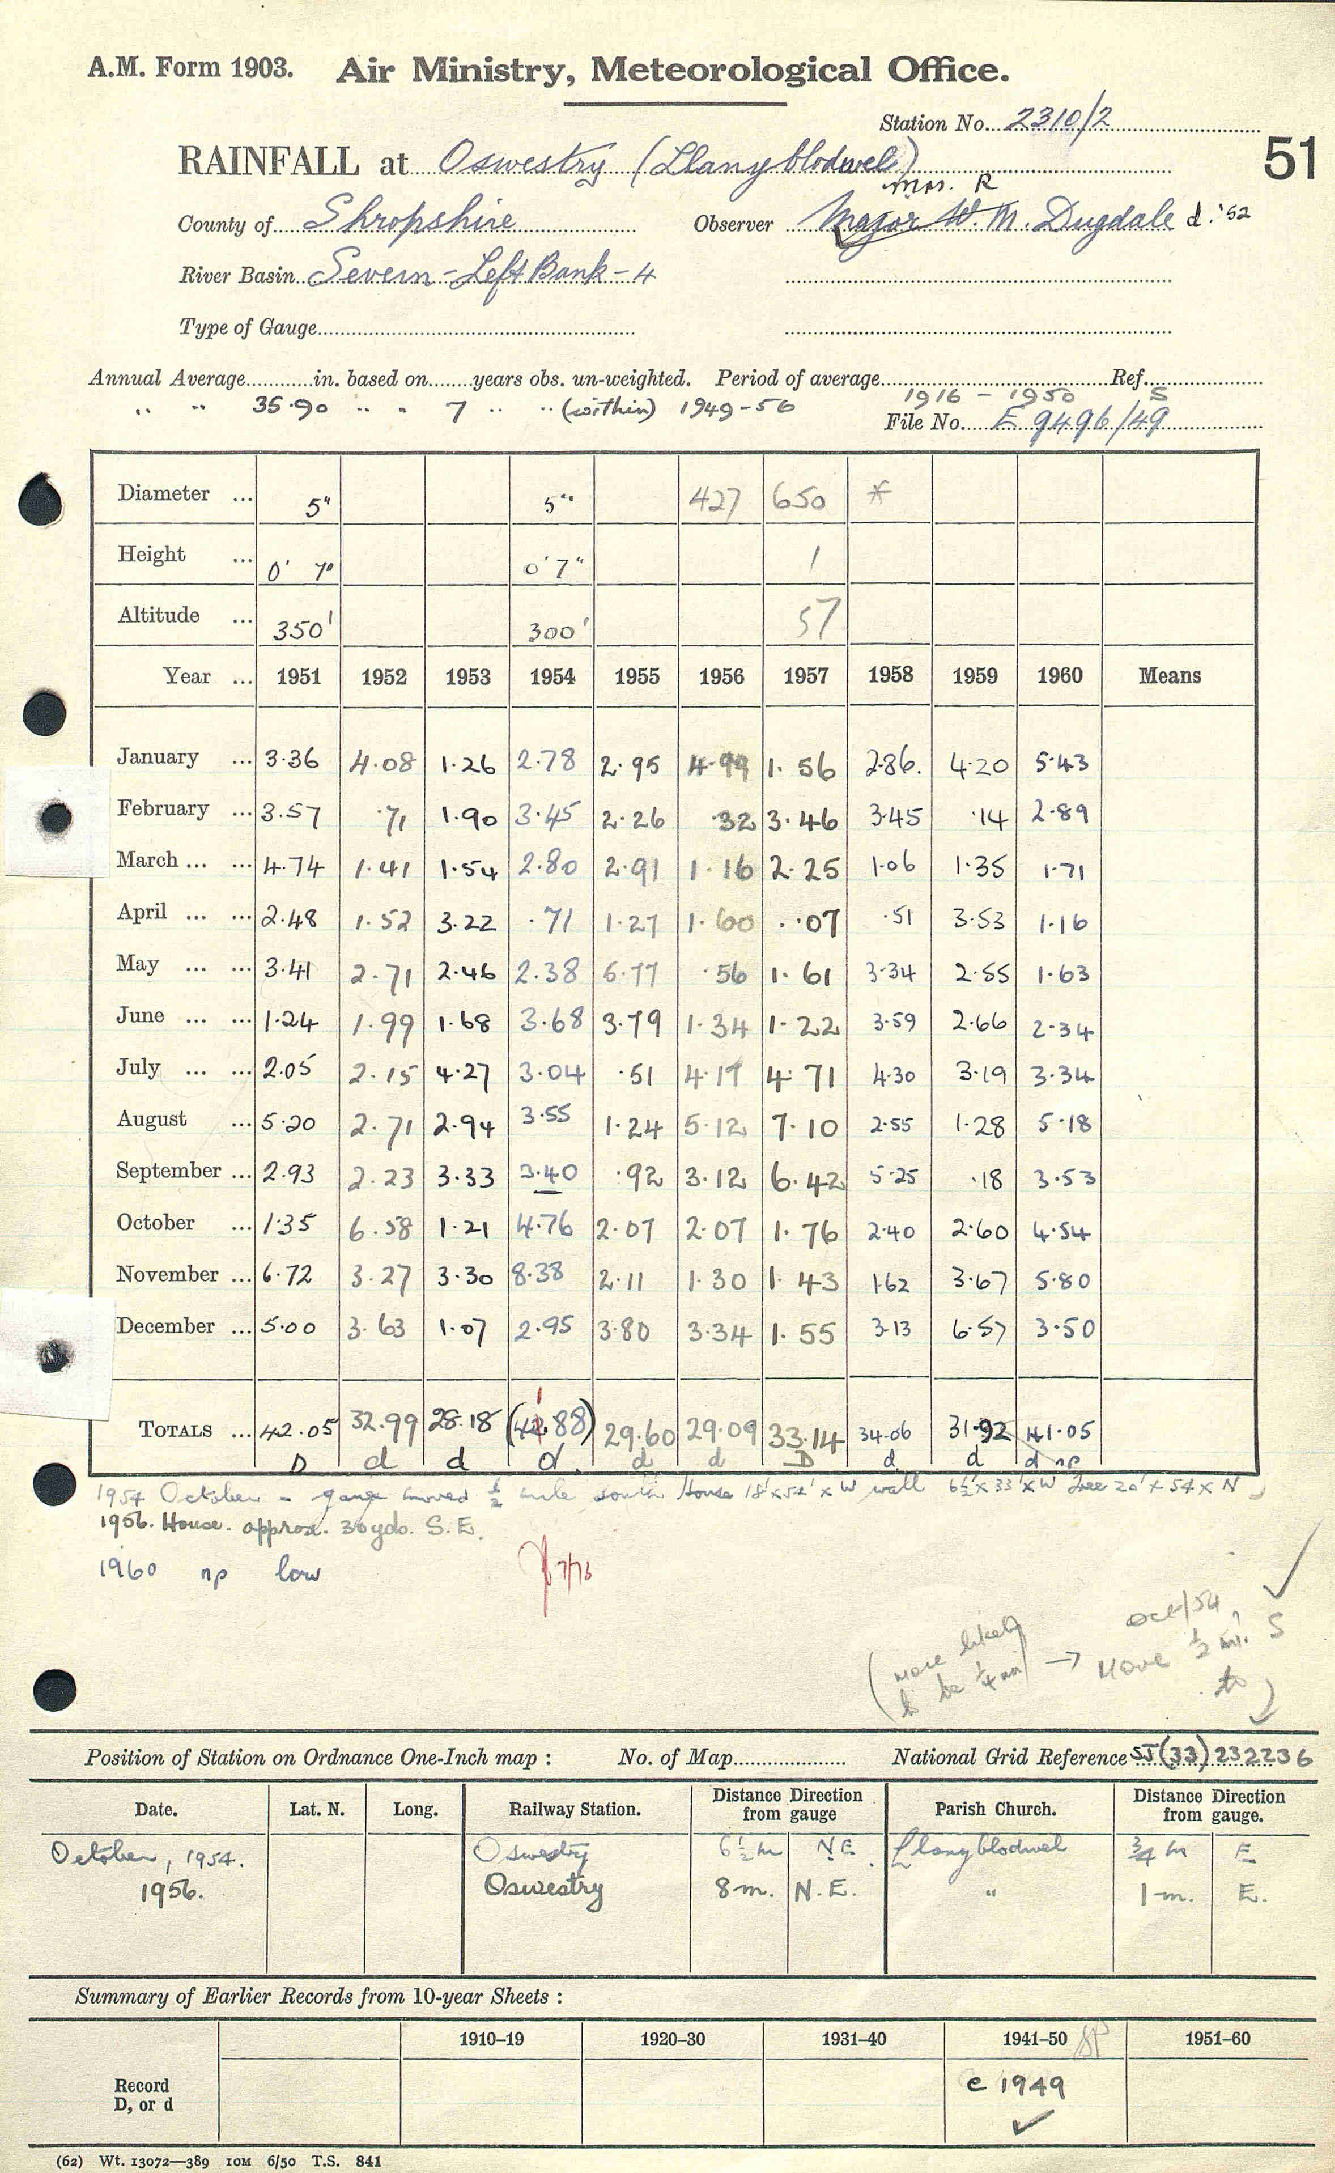 A.M. Form 1903. Air Ministry, Meteorological Office.
Station No. 2310/2
51
RAINFALL at Oswestry (Llanyblodwel)
Mrs. R
County of Shropshire Observer Major W. M. Dugdale d. '52
River Basin Severn - Left Bank - 4
Type of Gauge
Annual Average in. based on years obs. un-weighted. Period of average Ref.
" " 35.90 " " 7 " " (within) 1949-56 1916 - 1950 S
File No. E 9496/49
Diameter ... 5" 5" 427 650 *
Height ... 0' 7" 0' 7" 1
Altitude ... 350' 300' 57
Year ... 1951 1952 1953 1954 1955 1956 1957 1958 1959 1960 Means
January ... 3.36 4.08 1.26 2.78 2.95 4.99 1.56 2.86. 4.20 5.43
February ... 3.57 .71 1.90 3.45 2.26 .32 3.46 3.45 .14 2.89
March ... ... 4.74 1.41 1.54 2.80 2.91 1.16 2.25 1.06 1.35 1.71
April ... ... 2.48 1.52 3.22 .71 1.27 1.60 .07 .51 3.53 1.16
May ... ... 3.41 2.71 2.46 2.38 5.77 .56 1.61 3.34 2.55 1.63
June ... ... 1.24 1.99 1.68 3.68 3.79 1.34 1.22 3.59 2.66 2.34
July ... ... 2.05 2.15 4.27 3.04 .51 4.17 4.71 4.30 3.19 3.34
August ... 5.20 2.71 2.94 3.55 1.24 5.12 7.10 2.55 1.28 5.18
September ... 2.93 2.23 3.33 3.40 .92 3.12 6.42 5.25 .18 3.53
October ... 1.35 6.58 1.21 4.76 2.07 2.07 1.76 2.40 2.60 4.54
November ... 6.72 3.27 3.30 8.38 2.11 1.30 1.43 1.62 3.67 5.80
December ... 5.00 3.63 1.07 2.95 3.80 3.34 1.55 3.13 6.57 3.50
1
TOTALS ... 42.05 32.99 28.18 (42.88) 29.60 29.09 33.14 34.06 31.92 41.05
D d d d. d d D d d d np
1954 October - gauge moved ½ mile south House 18'x52'x W wall 6½'x 33'x W Tree 20'x 54 x N
1956. House. approx. 30 yds. S.E.
1960 np low
7/73
Oct/54,
(more likely to be ¼ mi → Move ½ mi. S to)
Position of Station on Ordnance One-Inch map : No. of Map National Grid Reference SJ(33)232236
Date. Lat. N. Long. Railway Station. Distance Direction from gauge Parish Church. Distance Direction from gauge.
October, 1954. Oswestry 6½ m N.E. Llanyblodwel ¾ m E
1956. Oswestry 8 m. N.E. " 1 m. E.
Summary of Earlier Records from 10-year Sheets :
1910–19 1920–30 1931–40 1941–50 1951–60
Record D, or d c 1949
(62) Wt. 13072—389 10M 6/50 T.S. 841